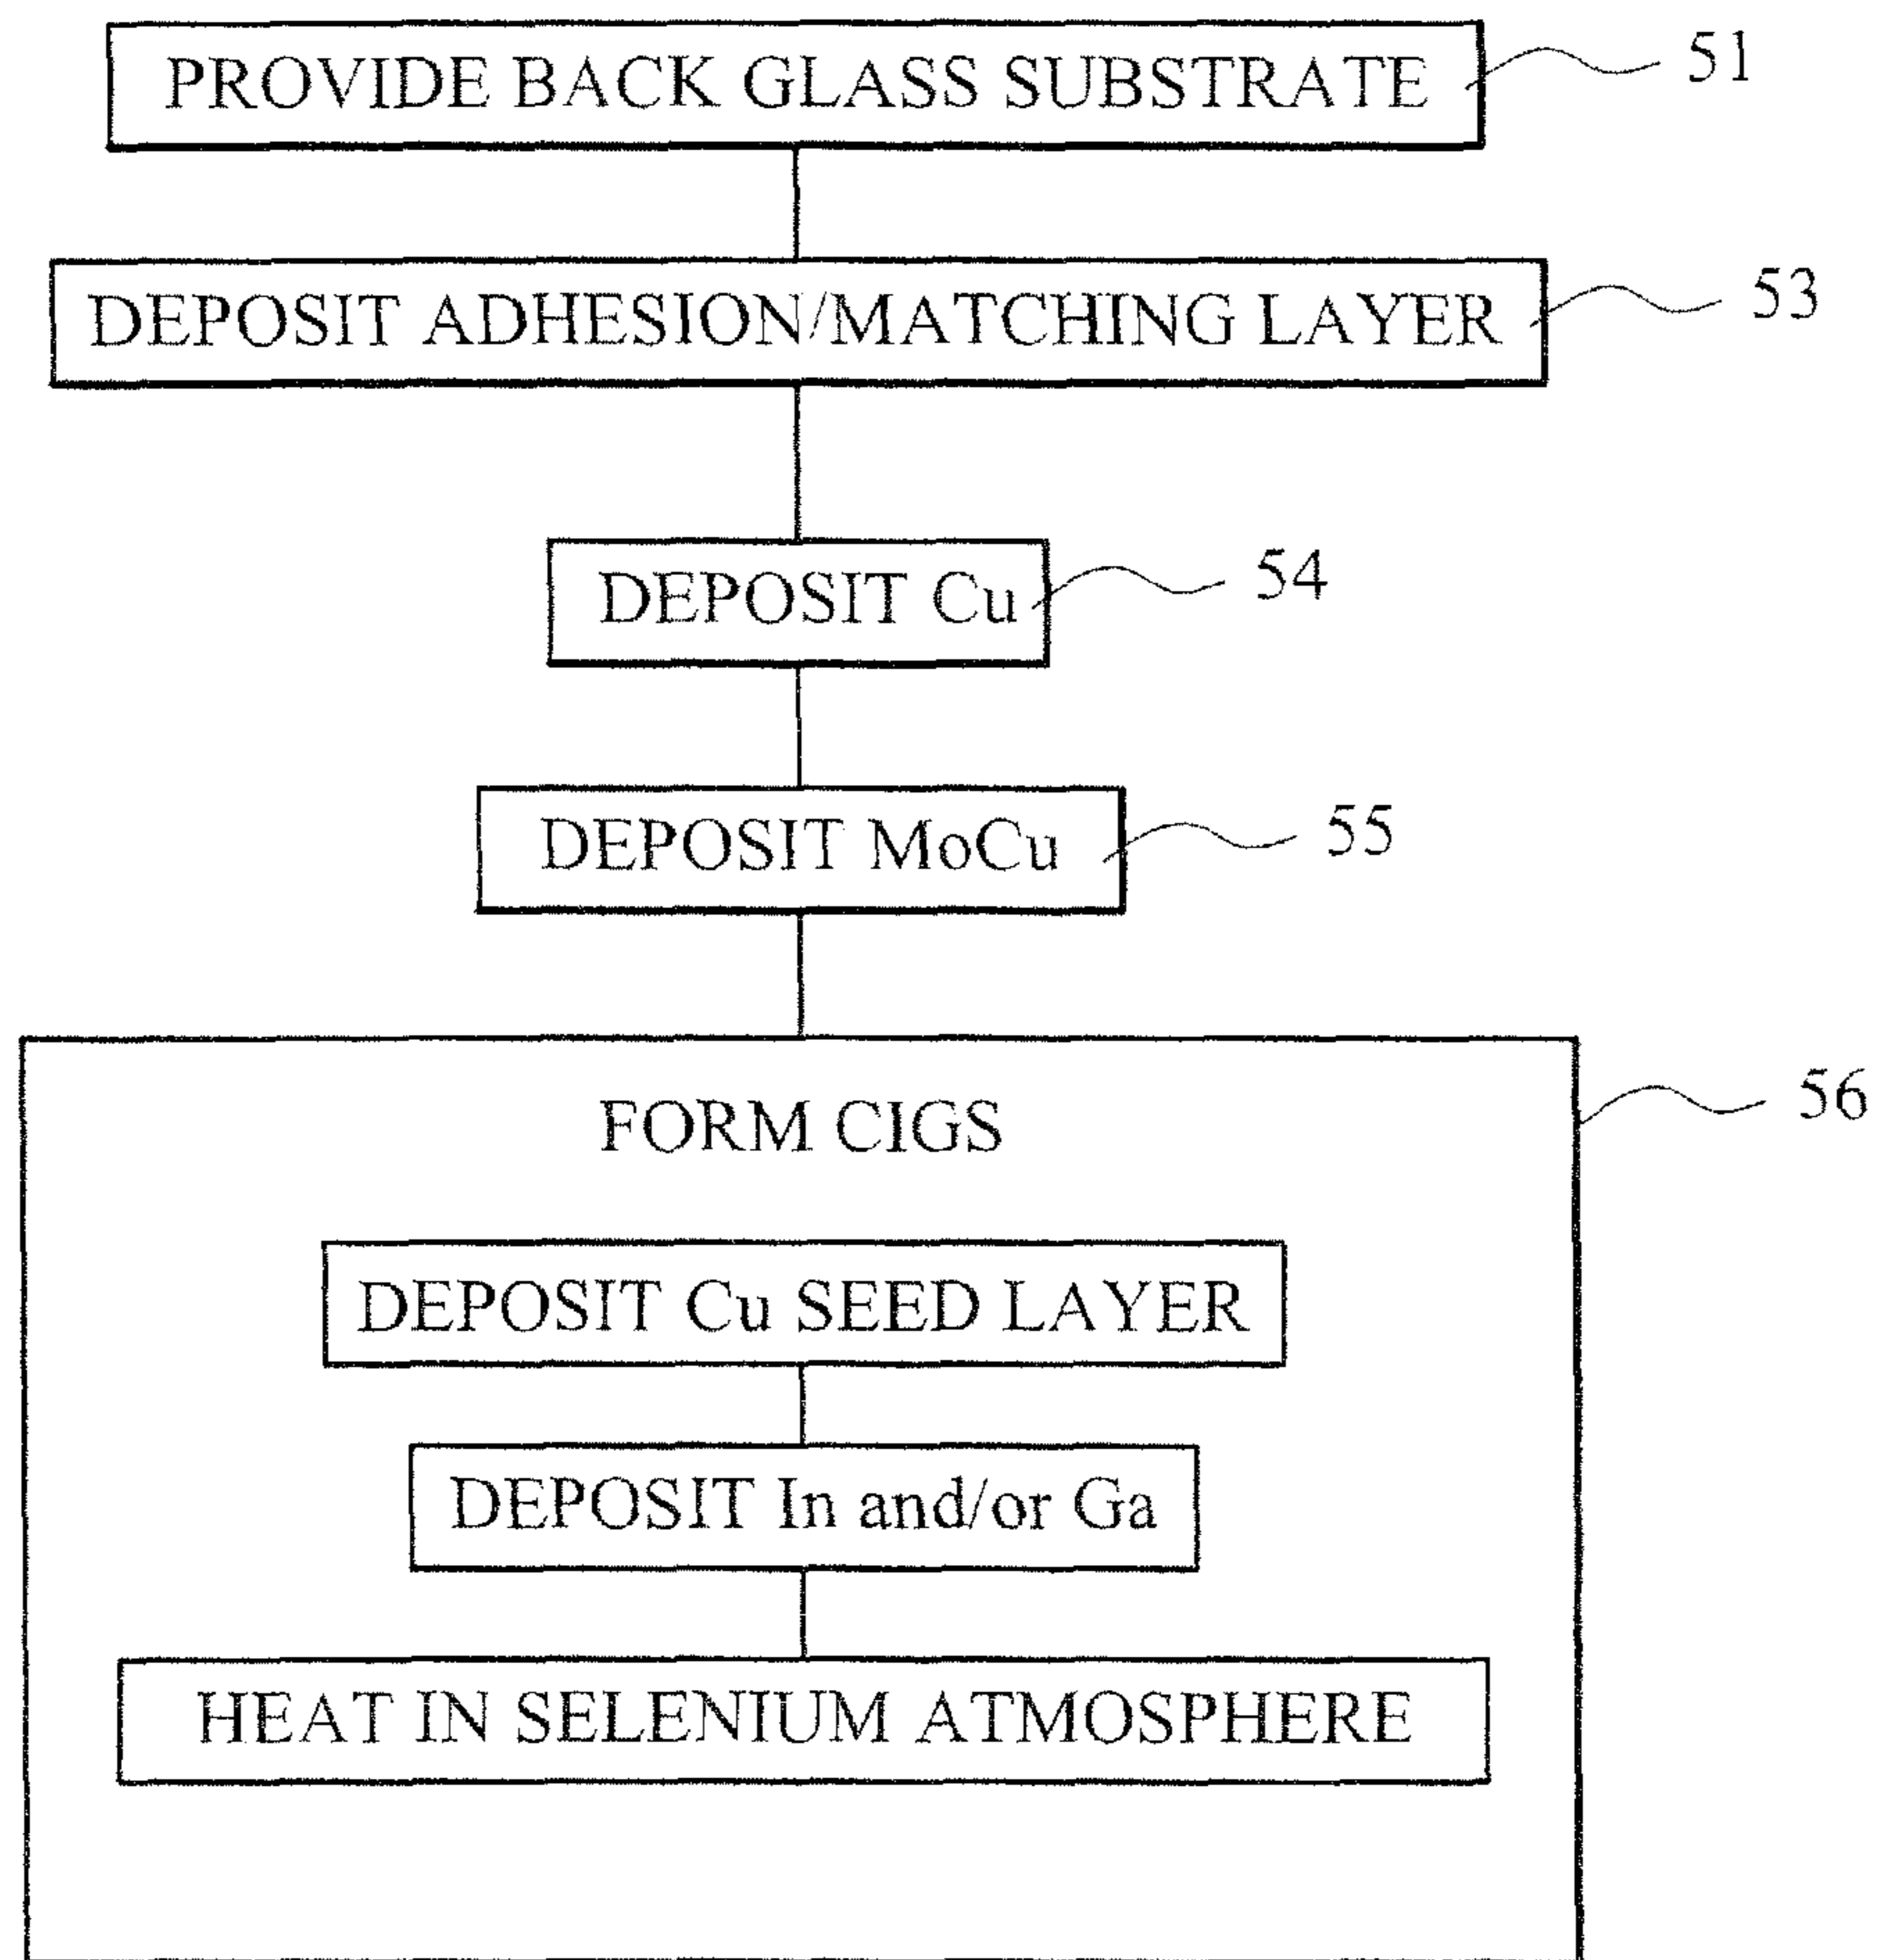 PROVIDE BACK GLASS SUBSTRATE 51
DEPOSIT ADHESION/MATCHING LAYER 53
DEPOSIT Cu 54
DEPOSIT MoCu 55
FORM CIGS 56
DEPOSIT Cu SEED LAYER
DEPOSIT In and/or Ga
HEAT IN SELENIUM ATMOSPHERE